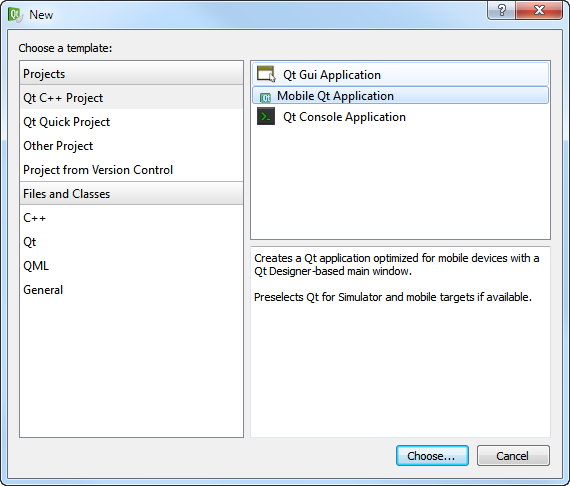 New
Choose a template:
Projects
Qt C++ Project
Qt Quick Project
Other Project
Project from Version Control
Files and Classes
C++
Qt
QML
General
Qt Gui Application
Mobile Qt Application
Qt Console Application
Creates a Qt application optimized for mobile devices with a
Qt Designer-based main window.
Preselects Qt for Simulator and mobile targets if available.
Choose...
Cancel